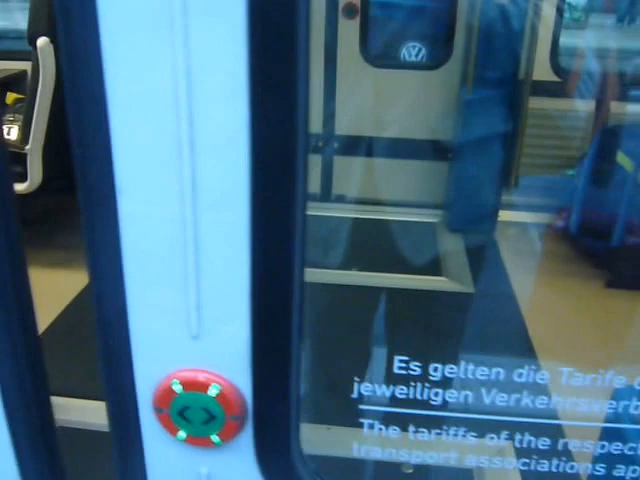 Es gelten die Tarife
jeweiligen Verkehrsverb
The tariffs of the respec
transport associations ap